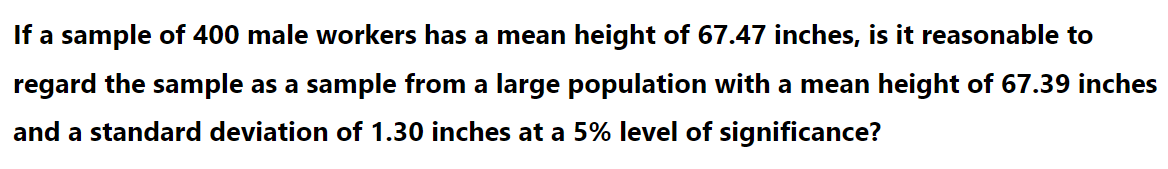 If a sample of 400 male workers has a mean height of 67.47 inches, is it reasonable to
regard the sample as a sample from a large population with a mean height of 67.39 inches
and a standard deviation of 1.30 inches at a 5% level of significance?